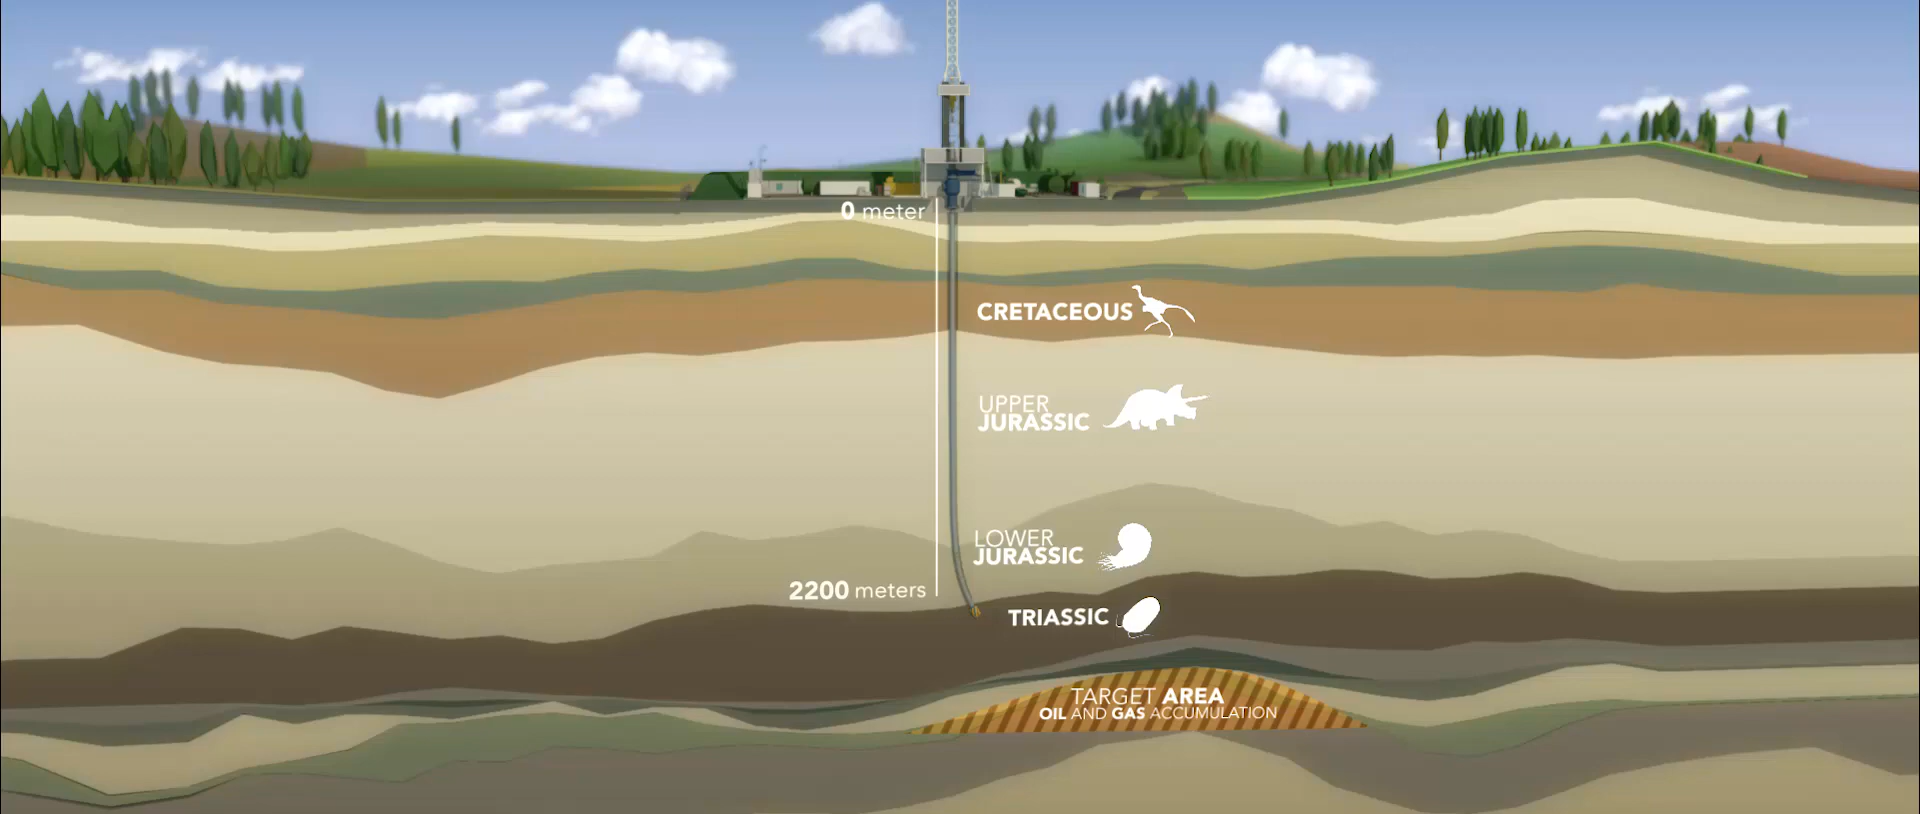 0 meter
CRETACEOUS
UPPER
JURASSIC
LOWER
JURASSIC
2200 meters
TRIASSIC
TARGET AREA
OIL AND GAS ACCUMULATION